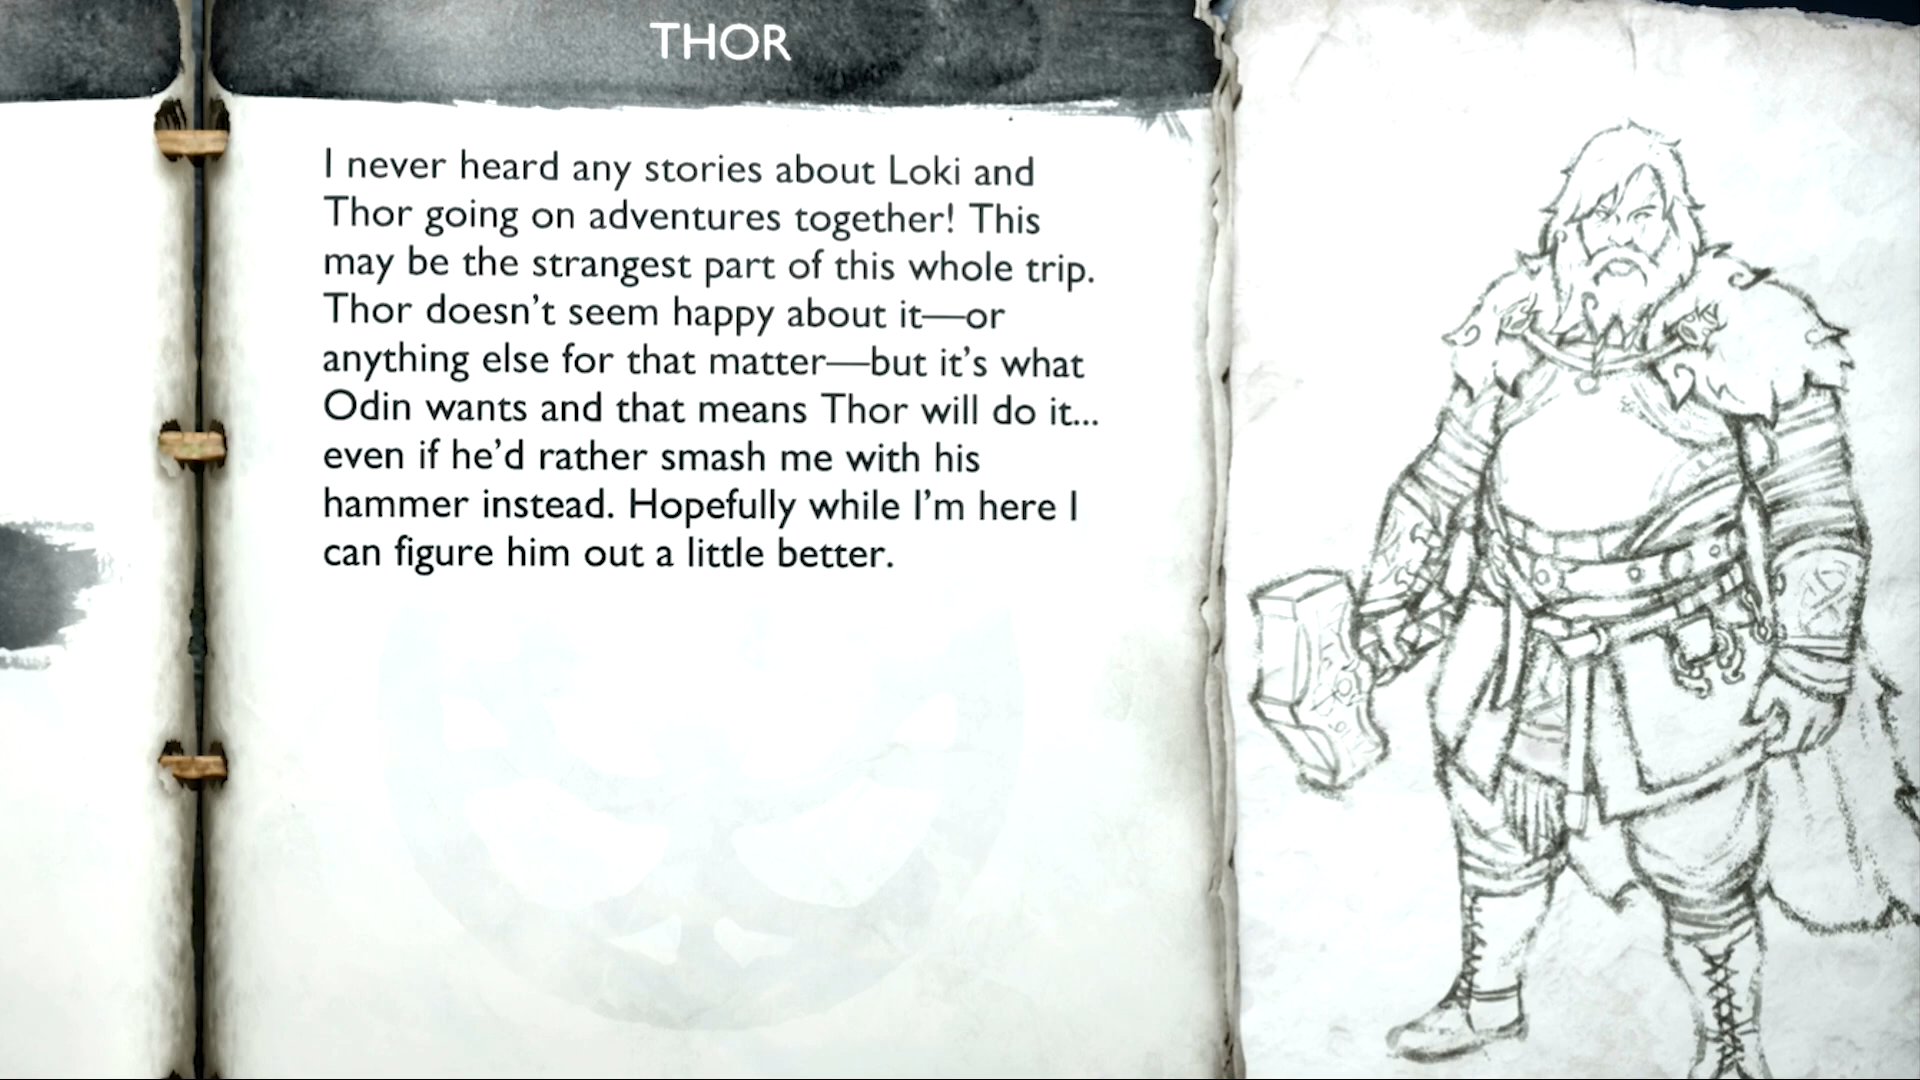 THOR
I never heard any stories about Loki and
Thor going on adventures together! This
may be the strangest part of this whole trip.
Thor doesn’t seem happy about it—or
anything else for that matter—but it’s what
Odin wants and that means Thor will do it...
even if he’d rather smash me with his
hammer instead. Hopefully while I’m here I
can figure him out a little better.